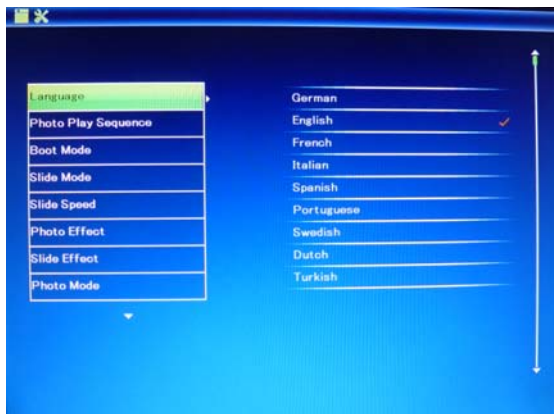 Language
Photo Play Sequence
Boot Mode
Slide Mode
Slide Speed
Photo Effect
Slide Effect
Photo Mode
German
English
French
Italian
Spanish
Portuguese
Swedish
Dutch
Turkish